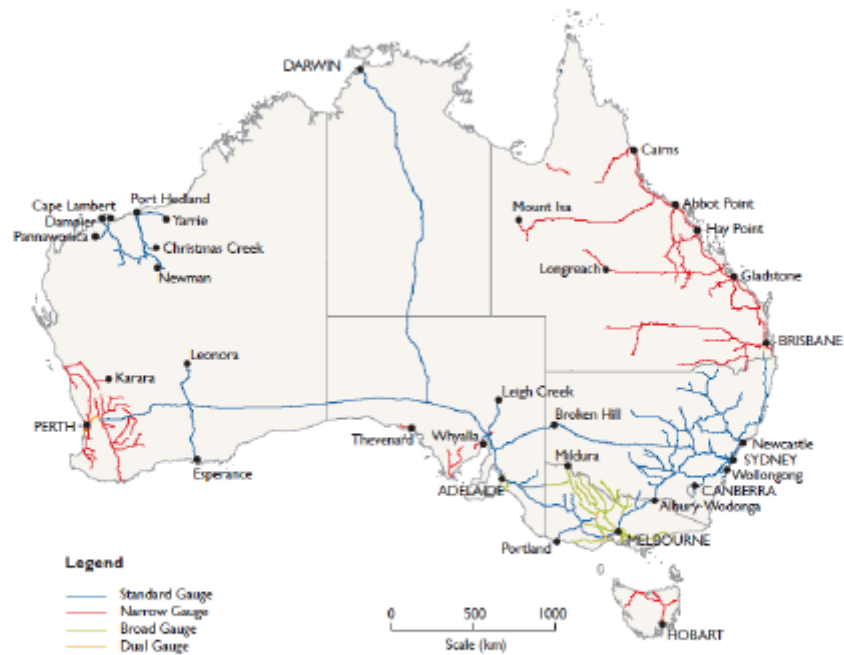 DARWIN
Cairns
Cape Lambert
Port Hedland
Dampier
Yarrie
Pannawonica
Christmas Creek
Newman
Mount Isa
Abbot Point
Hay Point
Longreach
Gladstone
BRISBANE
Leonora
Karara
PERTH
Esperance
Leigh Creek
Broken Hill
Thevenard
Whyalla
Mildura
Newcastle
SYDNEY
Wollongong
ADELAIDE
CANBERRA
Albury-Wodonga
MELBOURNE
Portland
HOBART
Legend
Standard Gauge
Narrow Gauge
Broad Gauge
Dual Gauge
0 500 1000
Scale (km)